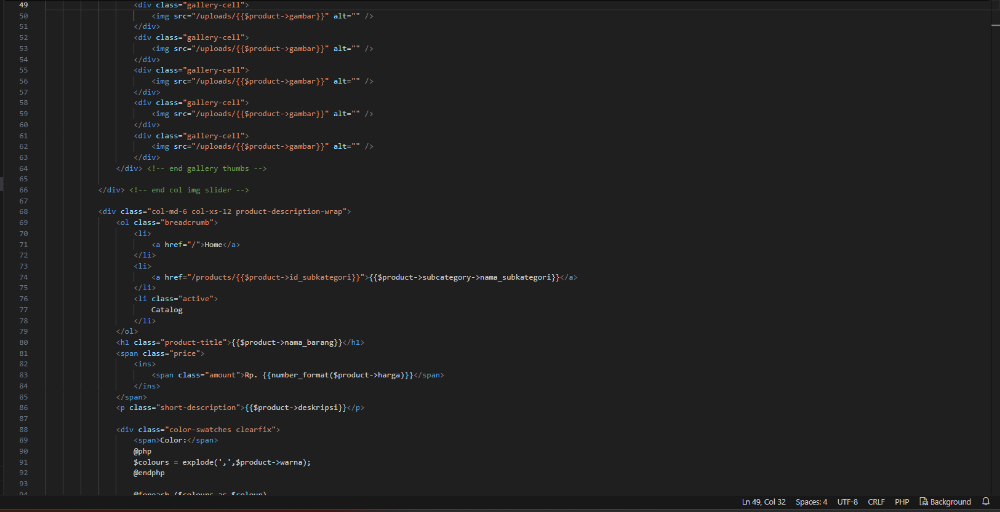 49 <div class="gallery-cell">
50 <img src="/uploads/{{$product->gambar}}" alt="" />
51 </div>
52 <div class="gallery-cell">
53 <img src="/uploads/{{$product->gambar}}" alt="" />
54 </div>
55 <div class="gallery-cell">
56 <img src="/uploads/{{$product->gambar}}" alt="" />
57 </div>
58 <div class="gallery-cell">
59 <img src="/uploads/{{$product->gambar}}" alt="" />
60 </div>
61 <div class="gallery-cell">
62 <img src="/uploads/{{$product->gambar}}" alt="" />
63 </div>
64 </div> <!-- end gallery thumbs -->
65
66 </div> <!-- end col img slider -->
67
68 <div class="col-md-6 col-xs-12 product-description-wrap">
69 <ol class="breadcrumb">
70 <li>
71 <a href="/">Home</a>
72 </li>
73 <li>
74 <a href="/products/{{$product->id_subkategori}}">{{$product->subcategory->nama_subkategori}}</a>
75 </li>
76 <li class="active">
77 Catalog
78 </li>
79 </ol>
80 <h1 class="product-title">{{$product->nama_barang}}</h1>
81 <span class="price">
82 <ins>
83 <span class="amount">Rp. {{number_format($product->harga)}}</span>
84 </ins>
85 </span>
86 <p class="short-description">{{$product->deskripsi}}</p>
87
88 <div class="color-swatches clearfix">
89 <span>Color:</span>
90 @php
91 $colours = explode(',',$product->warna);
92 @endphp
93
94 @foreach ($colours as $colour)
Ln 49, Col 32 Spaces: 4 UTF-8 CRLF PHP Background